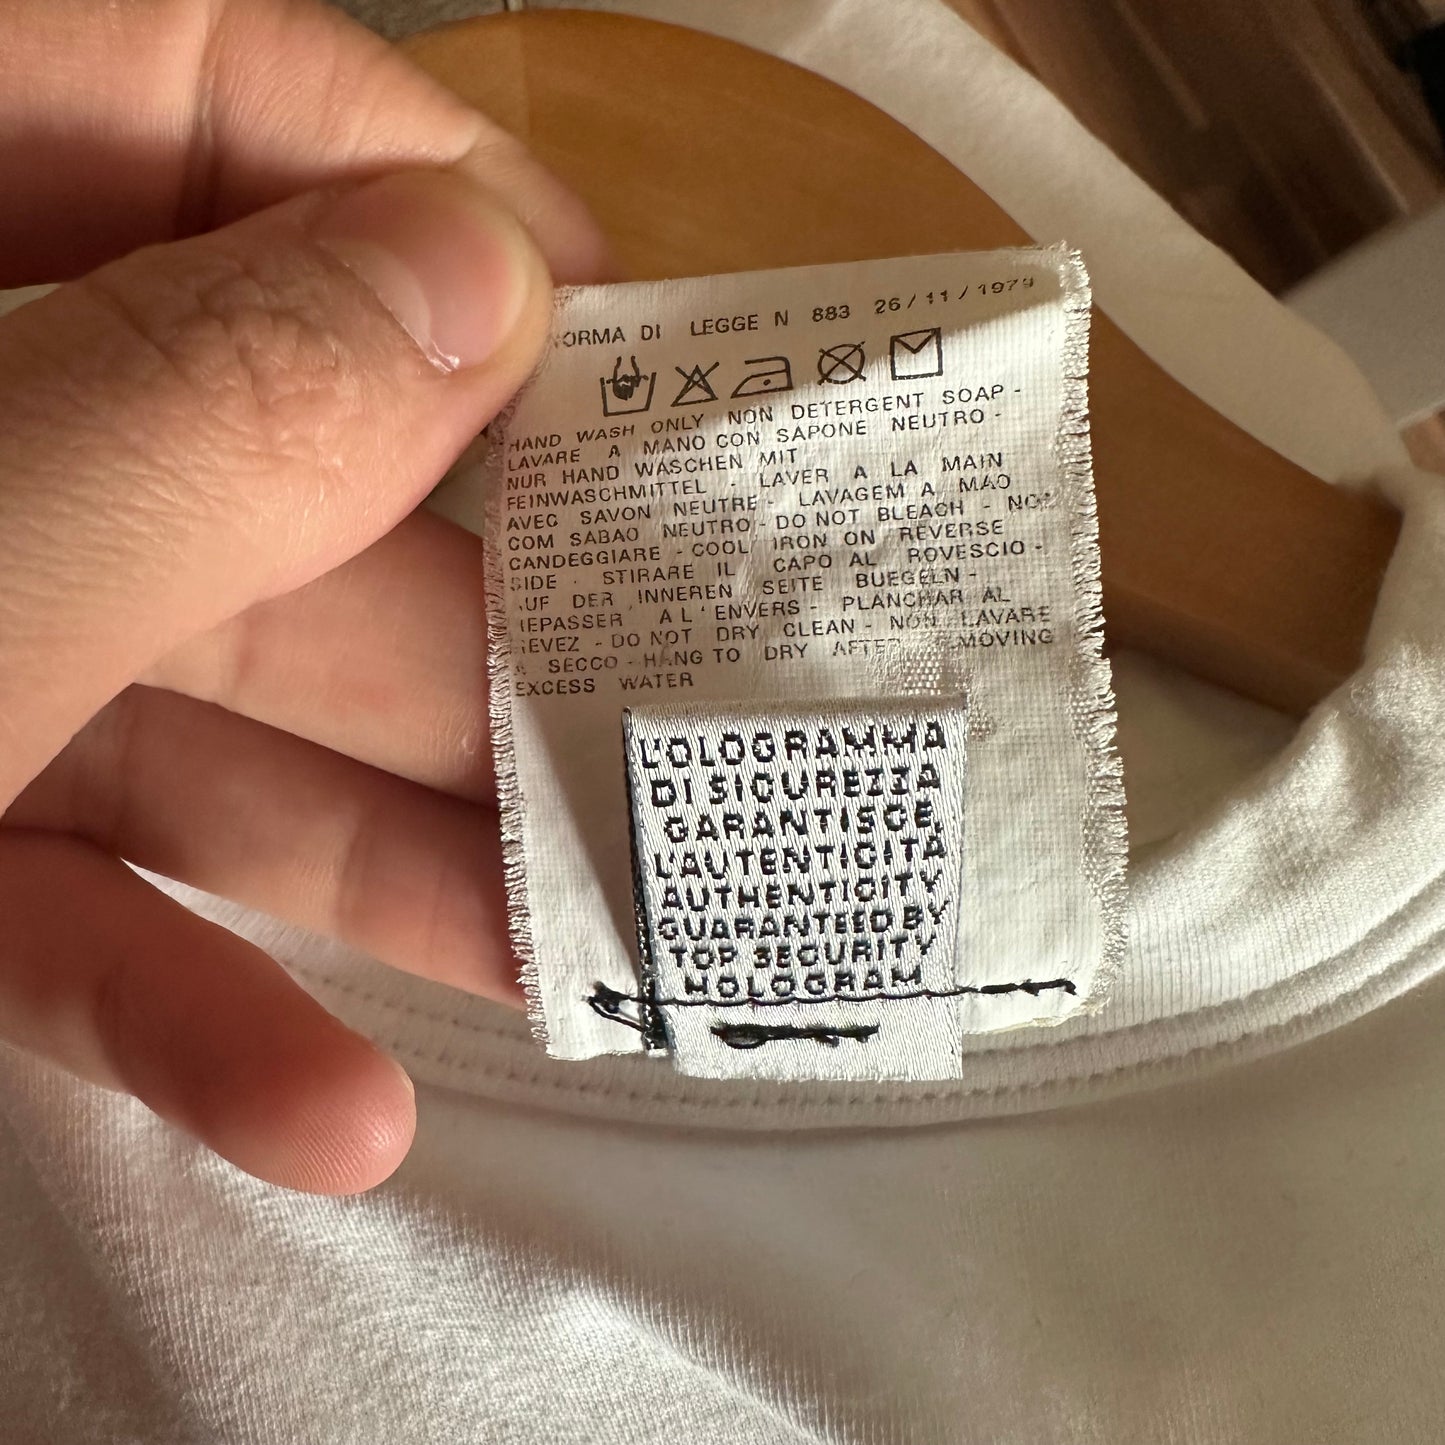 ORMA DI LEGGE N 883 26/11/1979
HAND WASH ONLY NON DETERGENT SOAP -
LAVARE A MANO CON SAPONE NEUTRO -
NUR HAND WASCHEN MIT
FEINWASCHMITTEL - LAVER A LA MAIN
AVEC SAVON NEUTRE - LAVAGEM A MAO
COM SABAO NEUTRO - DO NOT BLEACH - NON
CANDEGGIARE - COOL IRON ON REVERSE
SIDE - STIRARE IL CAPO AL ROVESCIO -
UF DER INNEREN SEITE BUEGELN -
EPASSER A L'ENVERS - PLANCHAR AL
REVEZ - DO NOT DRY CLEAN - NON LAVARE
A SECCO - HANG TO DRY AFTER EMOVING
EXCESS WATER
L'OLOGRAMMA
DI SICUREZZA
GARANTISCE
L'AUTENTICITÀ
AUTHENTICITY
GUARANTEED BY
TOP SECURITY
HOLOGRAM